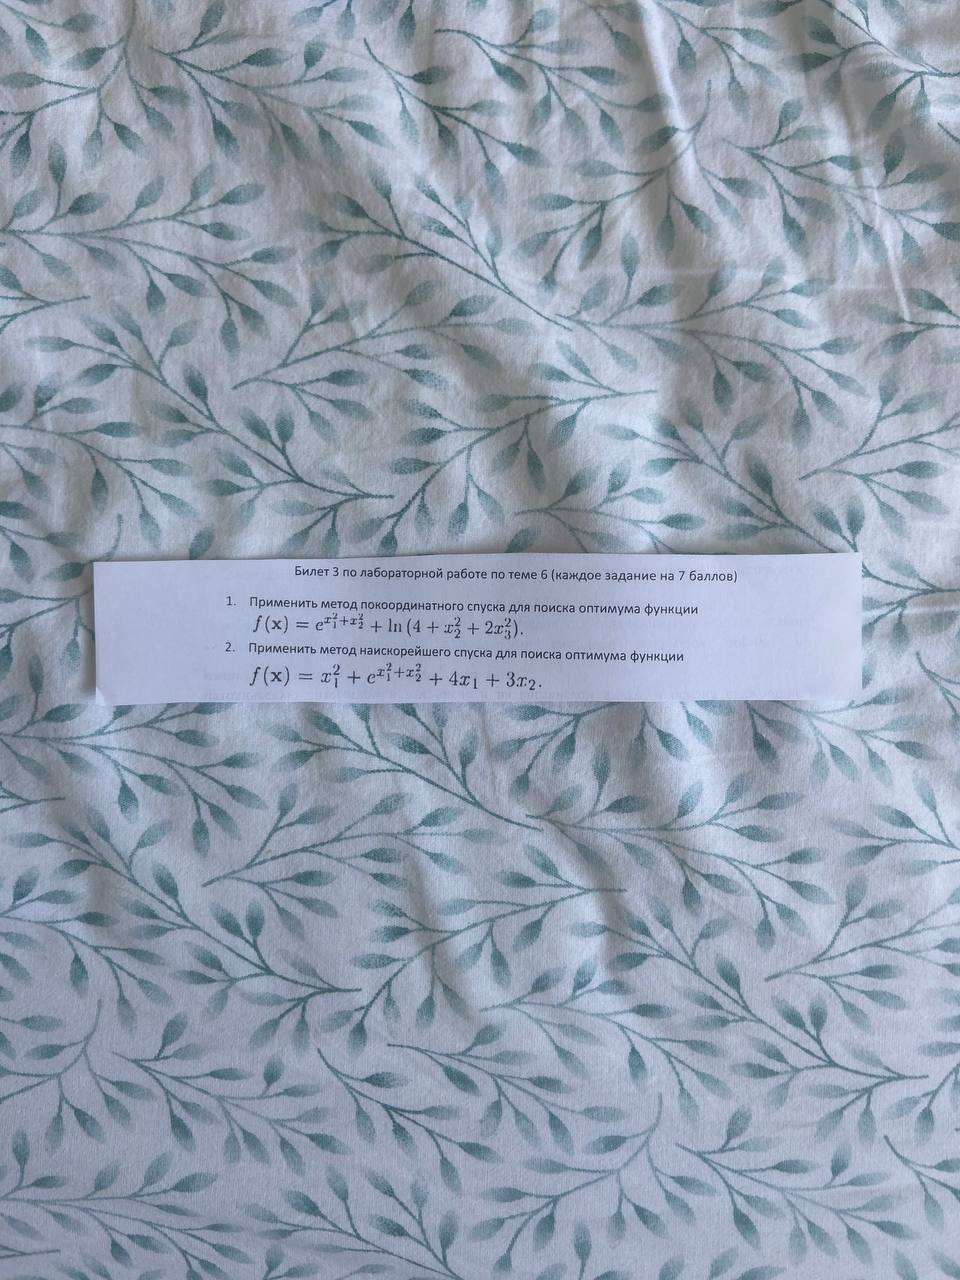 Билет 3 по лабораторной работе по теме 6 (каждое задание на 7 баллов)
1. Применить метод покоординатного спуска для поиска оптимума функции
f(x) = e^{x_1^2+x_2^2} + ln (4 + x_2^2 + 2x_3^2).
2. Применить метод наискорейшего спуска для поиска оптимума функции
f(x) = x_1^2 + e^{x_1^2+x_2^2} + 4x_1 + 3x_2.